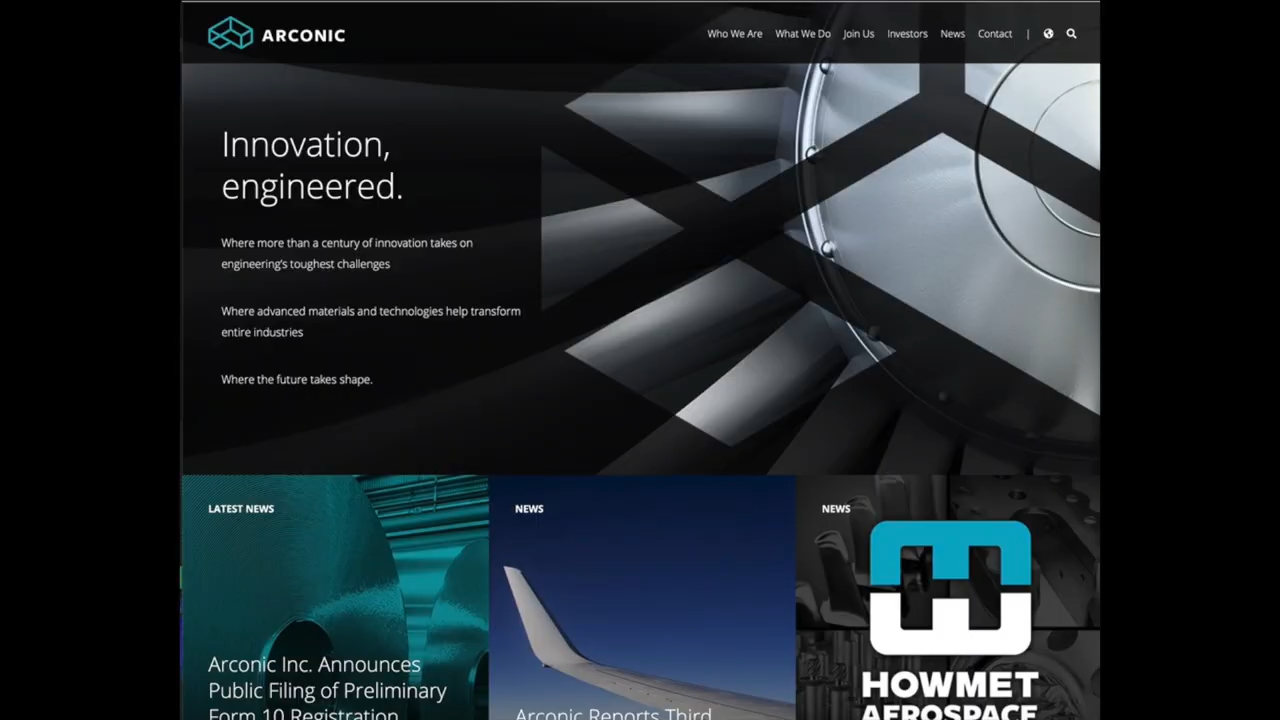 ARCONIC
Who We Are What We Do Join Us Investors News Contact |
Innovation,
engineered.
Where more than a century of innovation takes on
engineering's toughest challenges
Where advanced materials and technologies help transform
entire industries
Where the future takes shape.
LATEST NEWS
Arconic Inc. Announces
Public Filing of Preliminary
Form 10 Registration
NEWS
Arconic Reports Third
NEWS
HOWMET
AEROSPACE